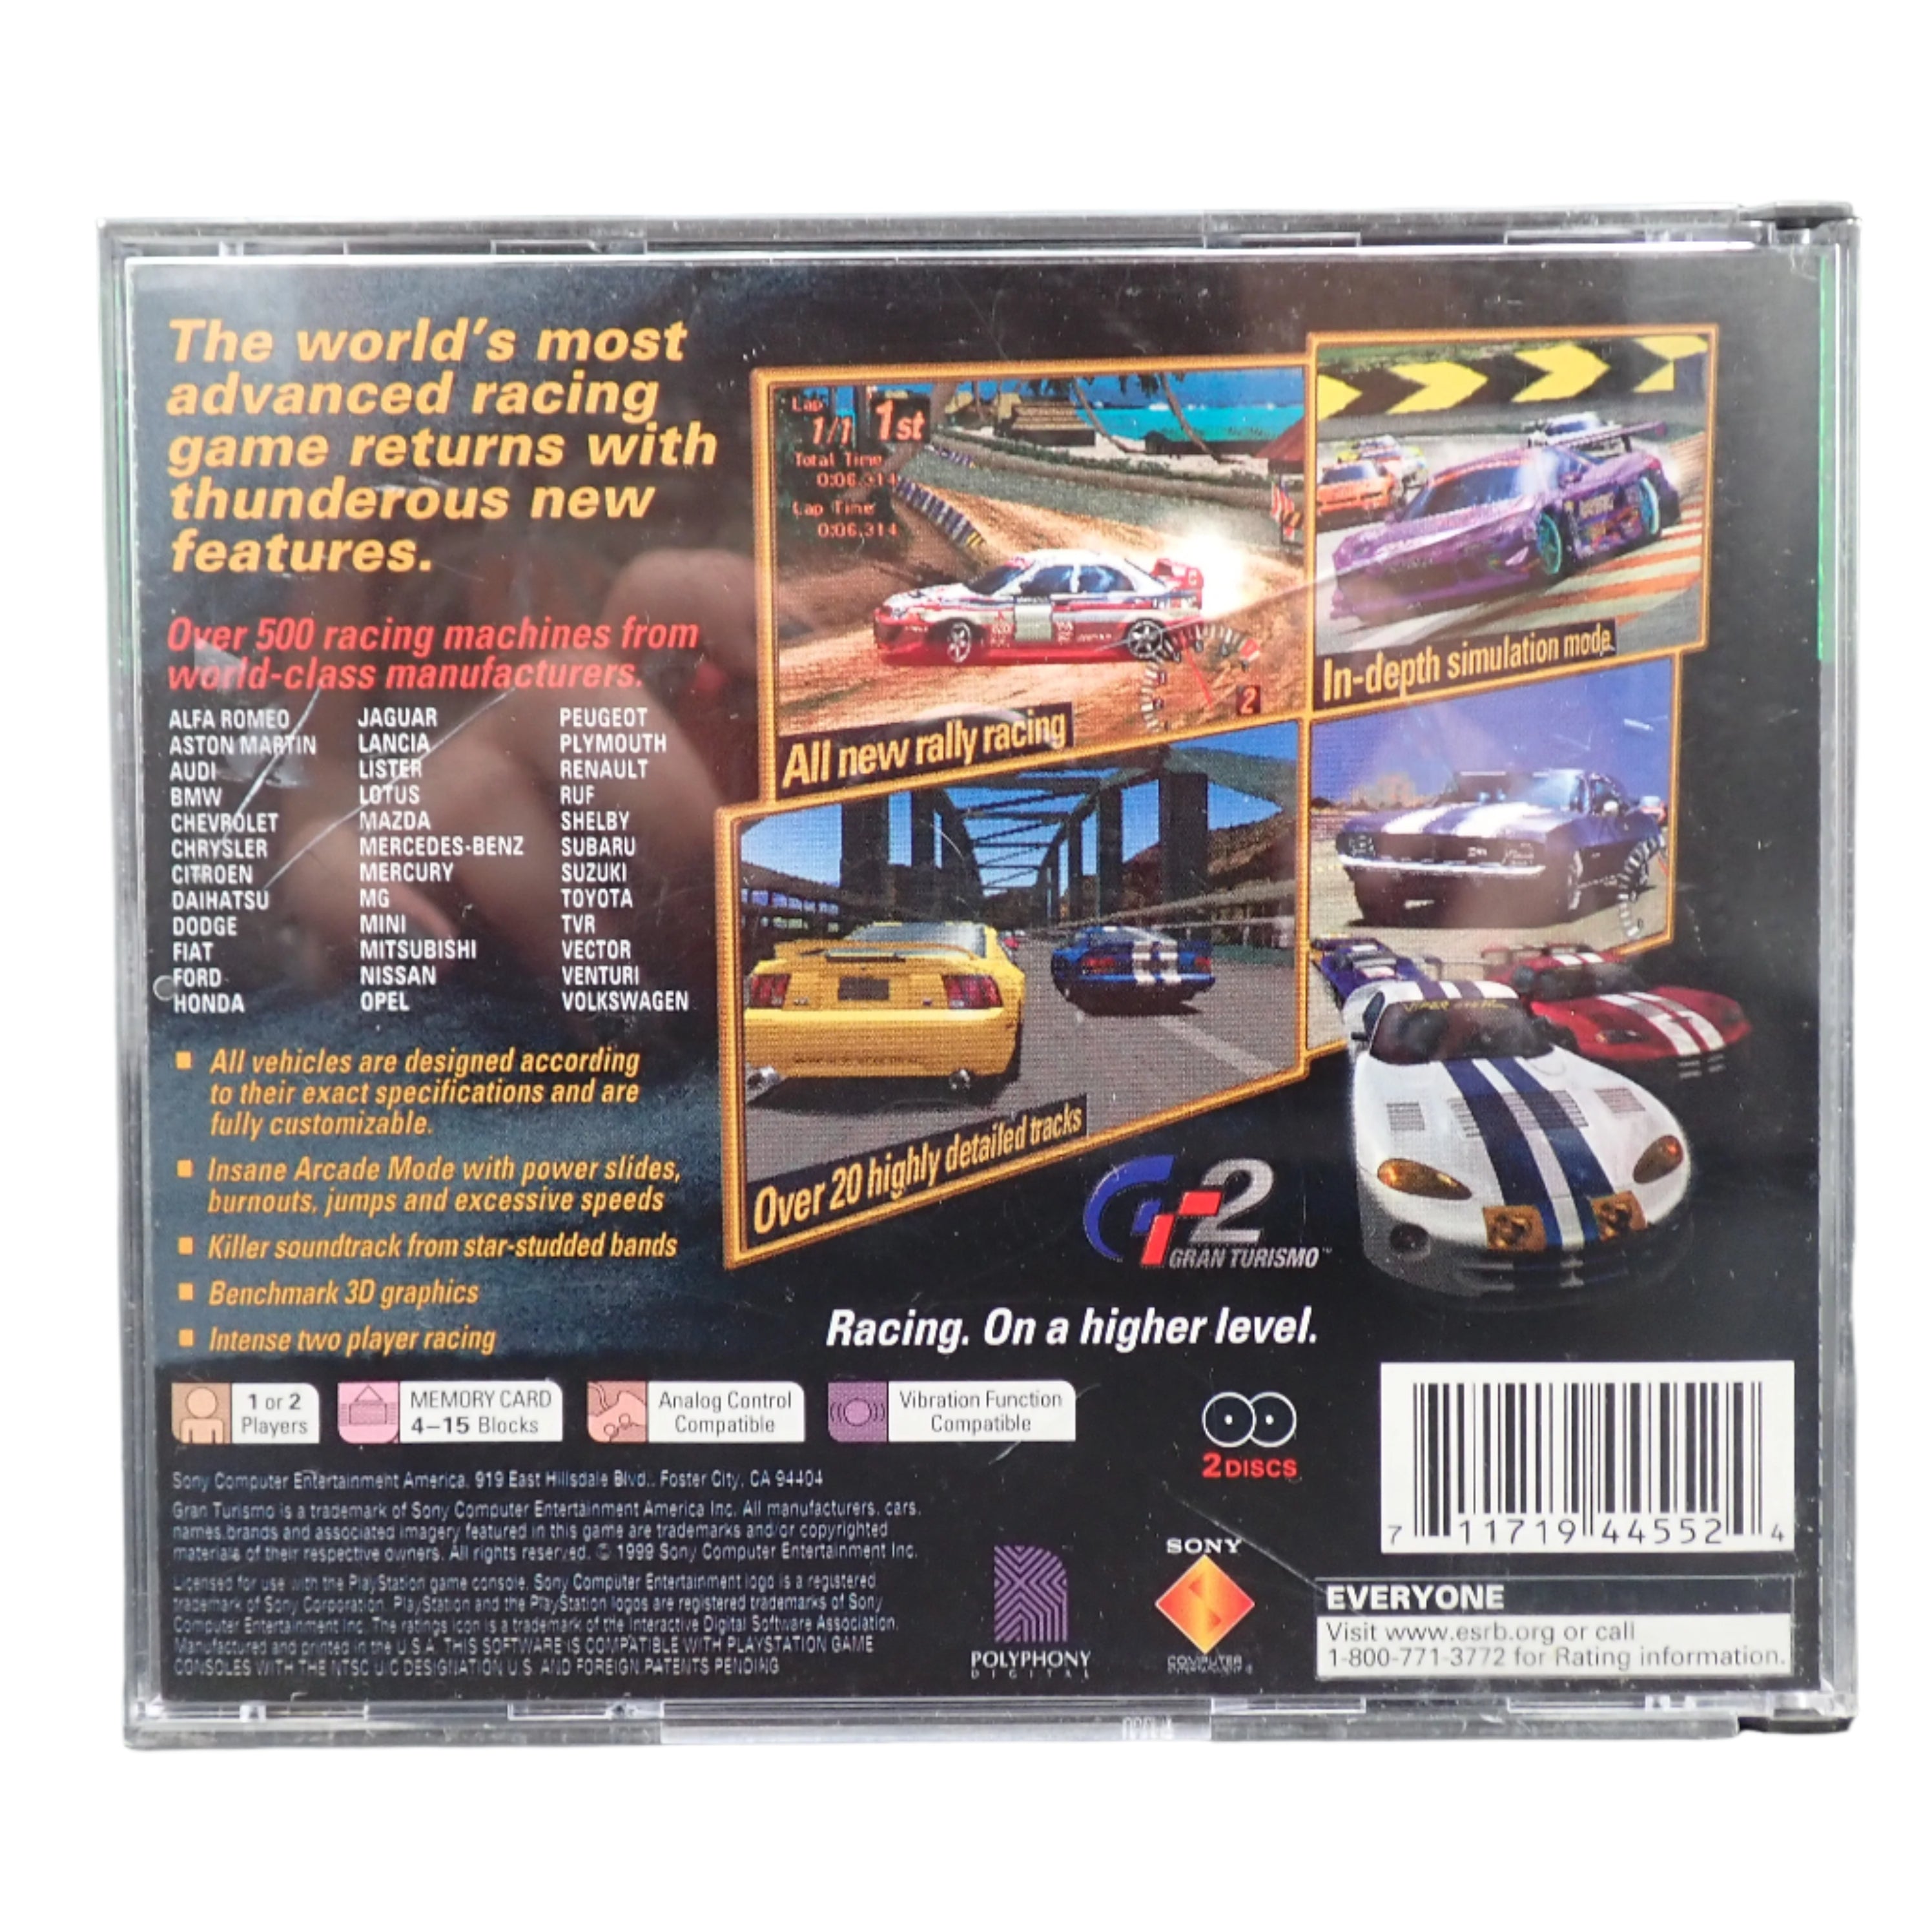 The world's most
advanced racing
game returns with
thunderous new
features.
Over 500 racing machines from
world-class manufacturers.
ALFA ROMEO
ASTON MARTIN
AUDI
BMW
CHEVROLET
CHRYSLER
CITROEN
DAIHATSU
DODGE
FIAT
FORD
HONDA
JAGUAR
LANCIA
LISTER
LOTUS
MAZDA
MERCEDES-BENZ
MERCURY
MG
MINI
MITSUBISHI
NISSAN
OPEL
PEUGEOT
PLYMOUTH
RENAULT
RUF
SHELBY
SUBARU
SUZUKI
TOYOTA
TVR
VECTOR
VENTURI
VOLKSWAGEN
■ All vehicles are designed according
to their exact specifications and are
fully customizable.
■ Insane Arcade Mode with power slides,
burnouts, jumps and excessive speeds
■ Killer soundtrack from star-studded bands
■ Benchmark 3D graphics
■ Intense two player racing
Lap
1/1 1st
Total Time
0:06.314
Lap Time
0:06.314
2
All new rally racing
In-depth simulation mode.
Over 20 highly detailed tracks
VIPER
GT2
GRAN TURISMO™
Racing. On a higher level.
1 or 2
Players
MEMORY CARD
4–15 Blocks
Analog Control
Compatible
Vibration Function
Compatible
2 DISCS
7 11719 44552 4
Sony Computer Entertainment America, 919 East Hillsdale Blvd., Foster City, CA 94404
Gran Turismo is a trademark of Sony Computer Entertainment America Inc. All manufacturers, cars,
names,brands and associated imagery featured in this game are trademarks and/or copyrighted
materials of their respective owners. All rights reserved. © 1999 Sony Computer Entertainment Inc.
Licensed for use with the PlayStation game console. Sony Computer Entertainment logo is a registered
trademark of Sony Corporation. PlayStation and the PlayStation logos are registered trademarks of Sony
Computer Entertainment Inc. The ratings icon is a trademark of the Interactive Digital Software Association.
Manufactured and printed in the U.S.A. THIS SOFTWARE IS COMPATIBLE WITH PLAYSTATION GAME
CONSOLES WITH THE NTSC U/C DESIGNATION U.S. AND FOREIGN PATENTS PENDING
POLYPHONY
DIGITAL
SONY
COMPUTER
ENTERTAINMENT
EVERYONE
Visit www.esrb.org or call
1-800-771-3772 for Rating information.